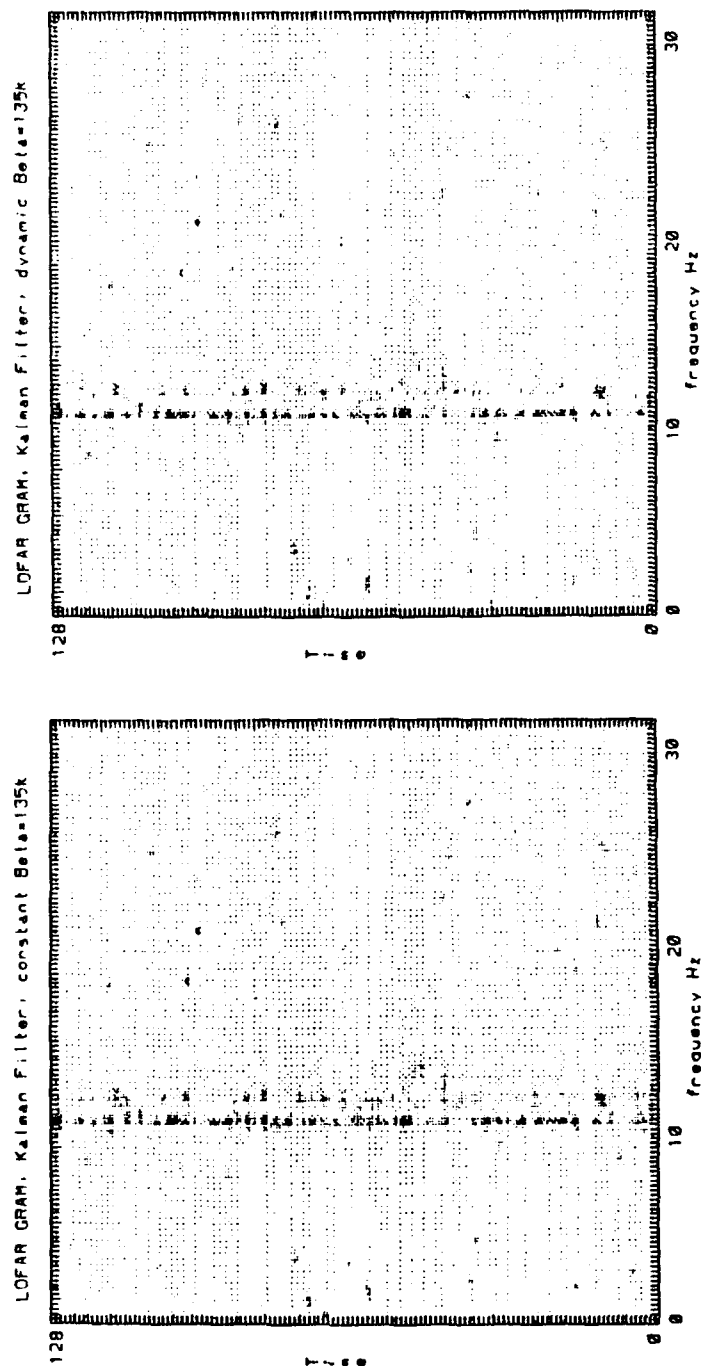 LOFAR GRAM, Kalman Filter, constant Beta=135k
128
Time
0
0 10 20 30
frequency Hz
LOFAR GRAM, Kalman Filter, dynamic Beta=135k
128
Time
0
0 10 20 30
frequency Hz